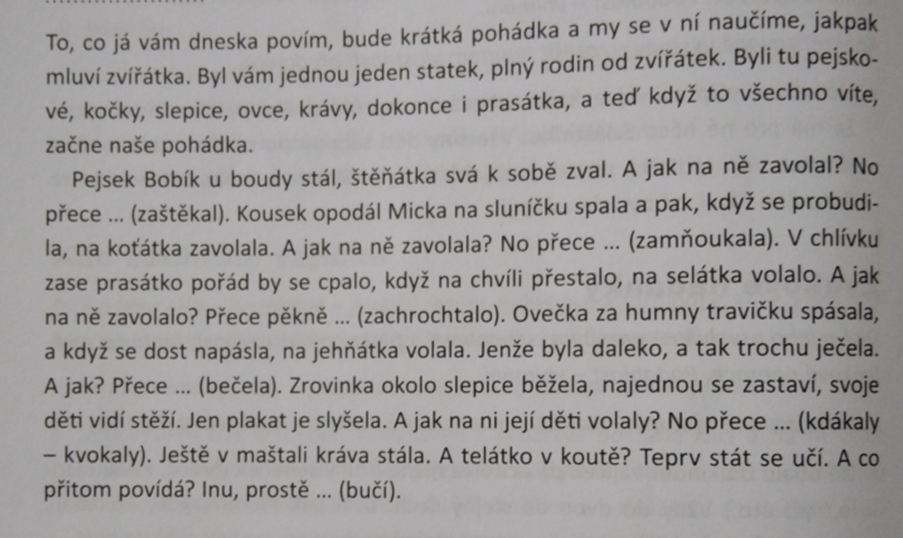 To, co já vám dneska povím, bude krátká pohádka a my se v ní naučíme, jakpak
mluví zvířátka. Byl vám jednou jeden statek, plný rodin od zvířátek. Byli tu pejsko-
vé, kočky, slepice, ovce, krávy, dokonce i prasátka, a teď když to všechno víte,
začne naše pohádka.
Pejsek Bobík u boudy stál, štěňátka svá k sobě zval. A jak na ně zavolal? No
přece ... (zaštěkal). Kousek opodál Micka na sluníčku spala a pak, když se probudi-
la, na koťátka zavolala. A jak na ně zavolala? No přece ... (zamňoukala). V chlívku
zase prasátko pořád by se cpalo, když na chvíli přestalo, na selátka volalo. A jak
na ně zavolalo? Přece pěkně ... (zachrochtalo). Ovečka za humny travičku spásala,
a když se dost napásla, na jehňátka volala. Jenže byla daleko, a tak trochu ječela.
A jak? Přece ... (bečela). Zrovinka okolo slepice běžela, najednou se zastaví, svoje
děti vidí stěží. Jen plakat je slyšela. A jak na ni její děti volaly? No přece ... (kdákaly
– kvokaly). Ještě v maštali kráva stála. A telátko v koutě? Teprv stát se učí. A co
přitom povídá? Inu, prostě ... (bučí).